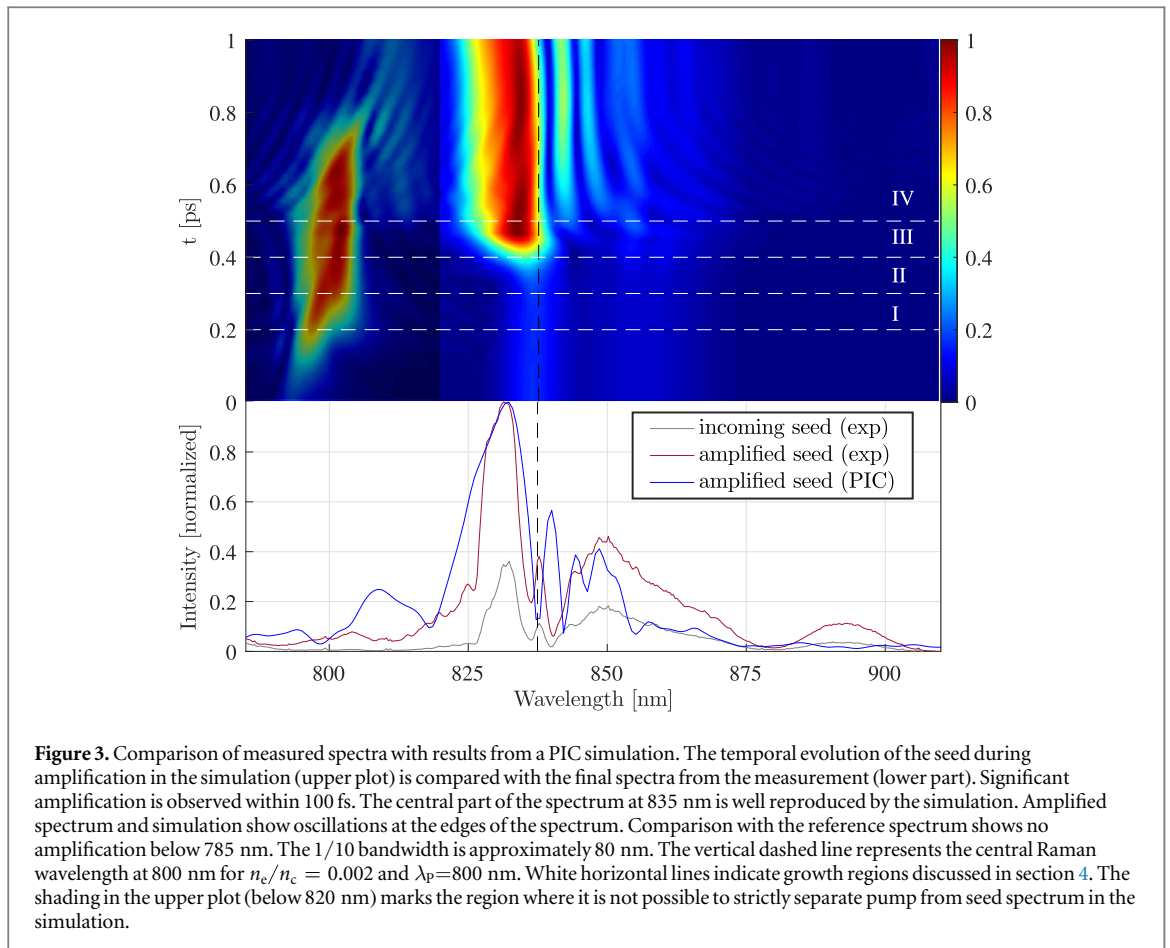 1
0.8
0.6
0.4
0.2
0
t [ps]
IV
III
II
I
1
0.8
0.6
0.4
0.2
0
0.8
0.6
0.4
0.2
0
Intensity [normalized]
incoming seed (exp)
amplified seed (exp)
amplified seed (PIC)
800 825 850 875 900
Wavelength [nm]
Figure 3. Comparison of measured spectra with results from a PIC simulation. The temporal evolution of the seed during
amplification in the simulation (upper plot) is compared with the final spectra from the measurement (lower part). Significant
amplification is observed within 100 fs. The central part of the spectrum at 835 nm is well reproduced by the simulation. Amplified
spectrum and simulation show oscillations at the edges of the spectrum. Comparison with the reference spectrum shows no
amplification below 785 nm. The 1/10 bandwidth is approximately 80 nm. The vertical dashed line represents the central Raman
wavelength at 800 nm for nₑ/n_c = 0.002 and λ_P=800 nm. White horizontal lines indicate growth regions discussed in section 4. The
shading in the upper plot (below 820 nm) marks the region where it is not possible to strictly separate pump from seed spectrum in the
simulation.